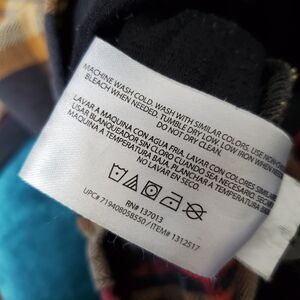 MACHINE WASH COLD. WASH WITH SIMILAR COLORS. USE NON-CHLORINE
BLEACH WHEN NEEDED. TUMBLE DRY LOW. LOW IRON WHEN NEEDED.
DO NOT DRY CLEAN.
LAVAR A MAQUINA CON AGUA FRIA. LAVAR CON COLORES SIMILARES.
USAR BLANQUEADOR SIN CLORO CUANDO SEA NECESARIO. SECAR A
MAQUINA A TEMPERATURA BAJA. PLANCHAR A TEMPERATURA
NO LAVAR EN SECO.
RN# 137013
UPC# 719408058550 / ITEM# 1312517